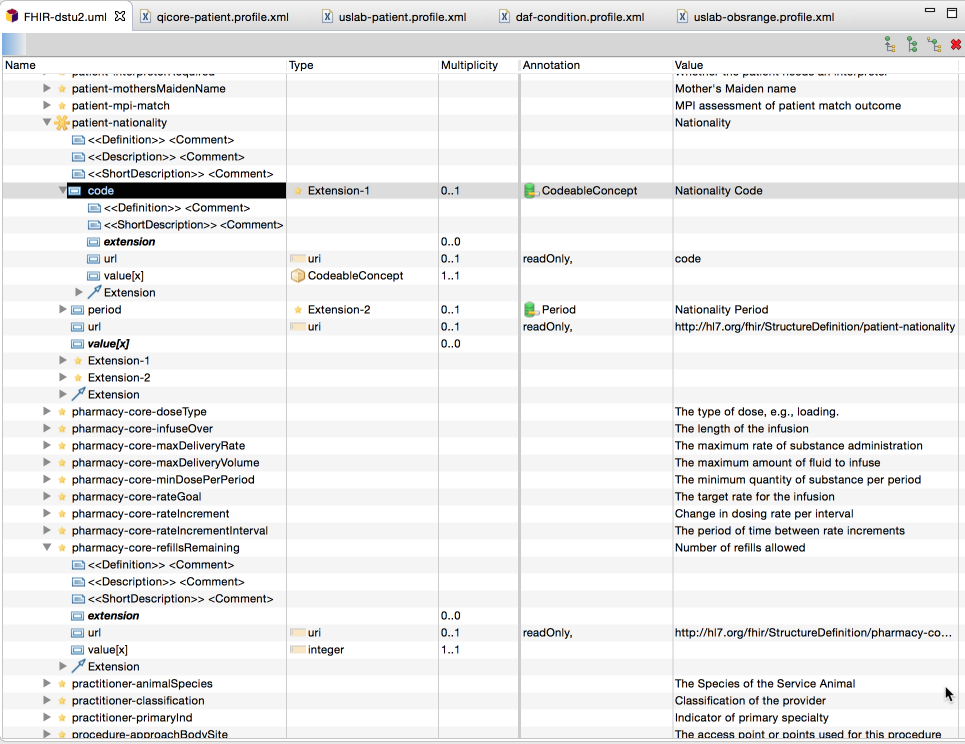 FHIR-dstu2.uml qicore-patient.profile.xml uslab-patient.profile.xml daf-condition.profile.xml uslab-obsrange.profile.xml
Name Type Multiplicity Annotation Value
patient-interpreterRequired Whether the patient needs an interpreter
patient-mothersMaidenName Mother's Maiden name
patient-mpi-match MPI assessment of patient match outcome
patient-nationality Nationality
<<Definition>> <Comment>
<<Description>> <Comment>
<<ShortDescription>> <Comment>
code Extension-1 0..1 CodeableConcept Nationality Code
<<Definition>> <Comment>
<<ShortDescription>> <Comment>
extension 0..0
url uri 0..1 readOnly, code
value[x] CodeableConcept 1..1
Extension
period Extension-2 0..1 Period Nationality Period
url uri 0..1 readOnly, http://hl7.org/fhir/StructureDefinition/patient-nationality
value[x] 0..0
Extension-1
Extension-2
Extension
pharmacy-core-doseType The type of dose, e.g., loading.
pharmacy-core-infuseOver The length of the infusion
pharmacy-core-maxDeliveryRate The maximum rate of substance administration
pharmacy-core-maxDeliveryVolume The maximum amount of fluid to infuse
pharmacy-core-minDosePerPeriod The minimum quantity of substance per period
pharmacy-core-rateGoal The target rate for the infusion
pharmacy-core-rateIncrement Change in dosing rate per interval
pharmacy-core-rateIncrementInterval The period of time between rate increments
pharmacy-core-refillsRemaining Number of refills allowed
<<Definition>> <Comment>
<<Description>> <Comment>
<<ShortDescription>> <Comment>
extension 0..0
url uri 0..1 readOnly, http://hl7.org/fhir/StructureDefinition/pharmacy-co...
value[x] integer 1..1
Extension
practitioner-animalSpecies The Species of the Service Animal
practitioner-classification Classification of the provider
practitioner-primaryInd Indicator of primary specialty
procedure-approachBodySite The access point or points used for this procedure